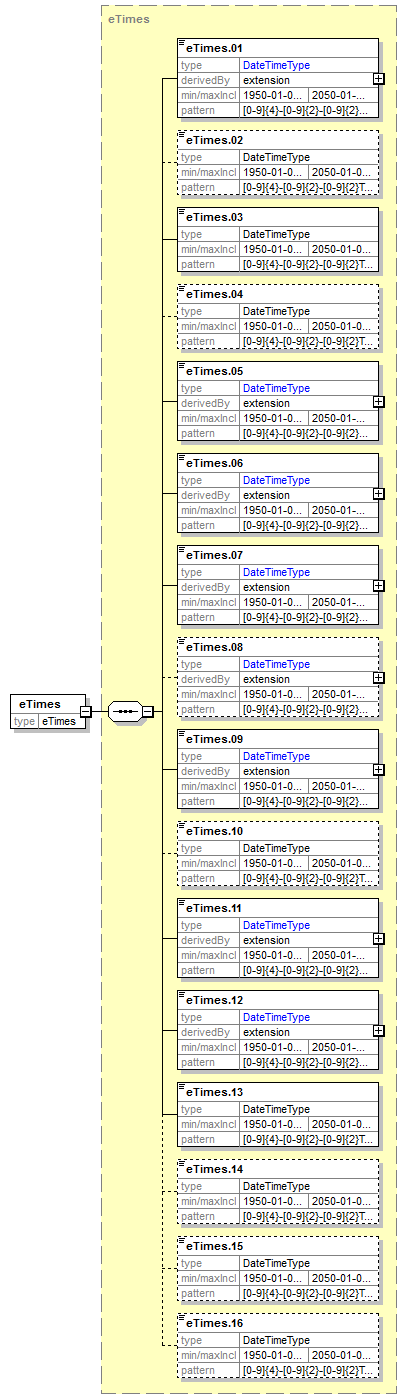 eTimes
eTimes.01
type DateTimeType
derivedBy extension
min/maxIncl 1950-01-0... 2050-01-...
pattern [0-9]{4}-[0-9]{2}-[0-9]{2}...
eTimes.02
type DateTimeType
min/maxIncl 1950-01-0... 2050-01-0...
pattern [0-9]{4}-[0-9]{2}-[0-9]{2}T...
eTimes.03
type DateTimeType
min/maxIncl 1950-01-0... 2050-01-0...
pattern [0-9]{4}-[0-9]{2}-[0-9]{2}T...
eTimes.04
type DateTimeType
min/maxIncl 1950-01-0... 2050-01-0...
pattern [0-9]{4}-[0-9]{2}-[0-9]{2}T...
eTimes.05
type DateTimeType
derivedBy extension
min/maxIncl 1950-01-0... 2050-01-...
pattern [0-9]{4}-[0-9]{2}-[0-9]{2}...
eTimes.06
type DateTimeType
derivedBy extension
min/maxIncl 1950-01-0... 2050-01-...
pattern [0-9]{4}-[0-9]{2}-[0-9]{2}...
eTimes.07
type DateTimeType
derivedBy extension
min/maxIncl 1950-01-0... 2050-01-...
pattern [0-9]{4}-[0-9]{2}-[0-9]{2}...
eTimes.08
type DateTimeType
derivedBy extension
min/maxIncl 1950-01-0... 2050-01-...
pattern [0-9]{4}-[0-9]{2}-[0-9]{2}...
eTimes
type eTimes
eTimes.09
type DateTimeType
derivedBy extension
min/maxIncl 1950-01-0... 2050-01-...
pattern [0-9]{4}-[0-9]{2}-[0-9]{2}...
eTimes.10
type DateTimeType
min/maxIncl 1950-01-0... 2050-01-0...
pattern [0-9]{4}-[0-9]{2}-[0-9]{2}T...
eTimes.11
type DateTimeType
derivedBy extension
min/maxIncl 1950-01-0... 2050-01-...
pattern [0-9]{4}-[0-9]{2}-[0-9]{2}...
eTimes.12
type DateTimeType
derivedBy extension
min/maxIncl 1950-01-0... 2050-01-...
pattern [0-9]{4}-[0-9]{2}-[0-9]{2}...
eTimes.13
type DateTimeType
min/maxIncl 1950-01-0... 2050-01-0...
pattern [0-9]{4}-[0-9]{2}-[0-9]{2}T...
eTimes.14
type DateTimeType
min/maxIncl 1950-01-0... 2050-01-0...
pattern [0-9]{4}-[0-9]{2}-[0-9]{2}T...
eTimes.15
type DateTimeType
min/maxIncl 1950-01-0... 2050-01-0...
pattern [0-9]{4}-[0-9]{2}-[0-9]{2}T...
eTimes.16
type DateTimeType
min/maxIncl 1950-01-0... 2050-01-0...
pattern [0-9]{4}-[0-9]{2}-[0-9]{2}T...